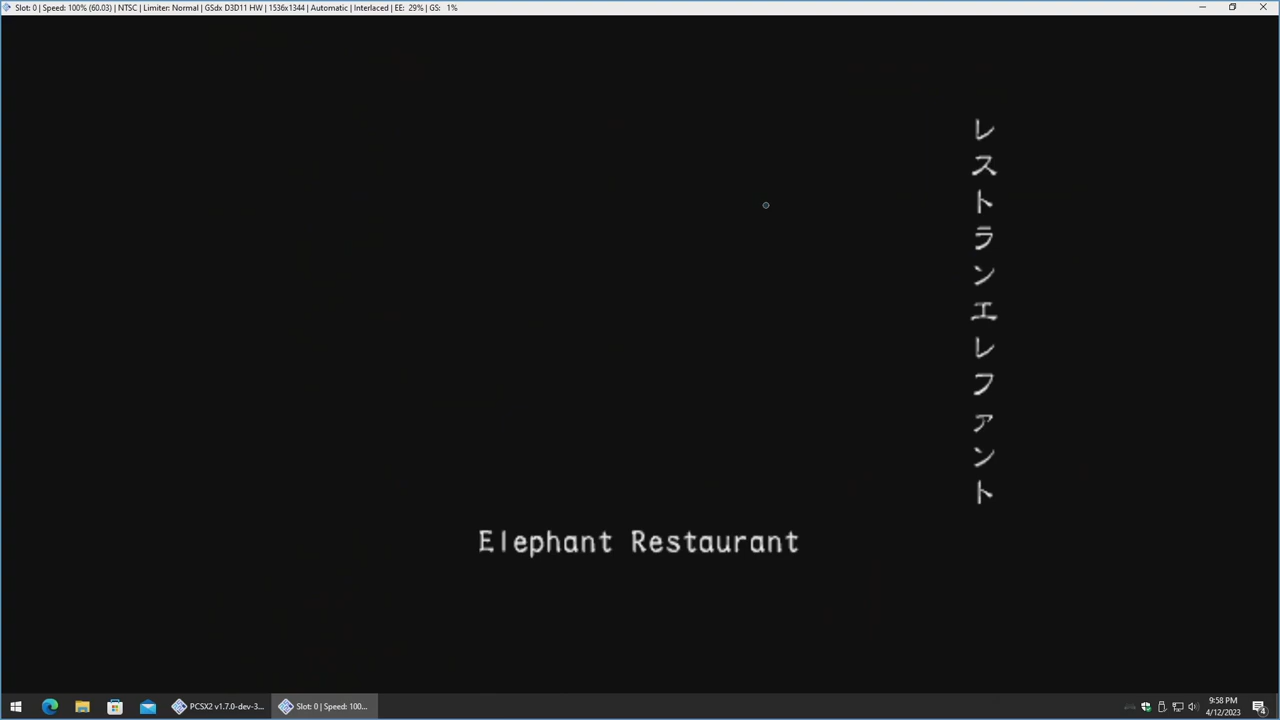 Slot: 0 | Speed: 100% (60.03) | NTSC | Limiter: Normal | GSdx D3D11 HW | 1536x1344 | Automatic | Interlaced | EE: 29% | GS: 1%
レストランエレファント
Elephant Restaurant
PCSX2 v1.7.0-dev-3...
Slot: 0 | Speed: 100...
9:58 PM
4/12/2023
4